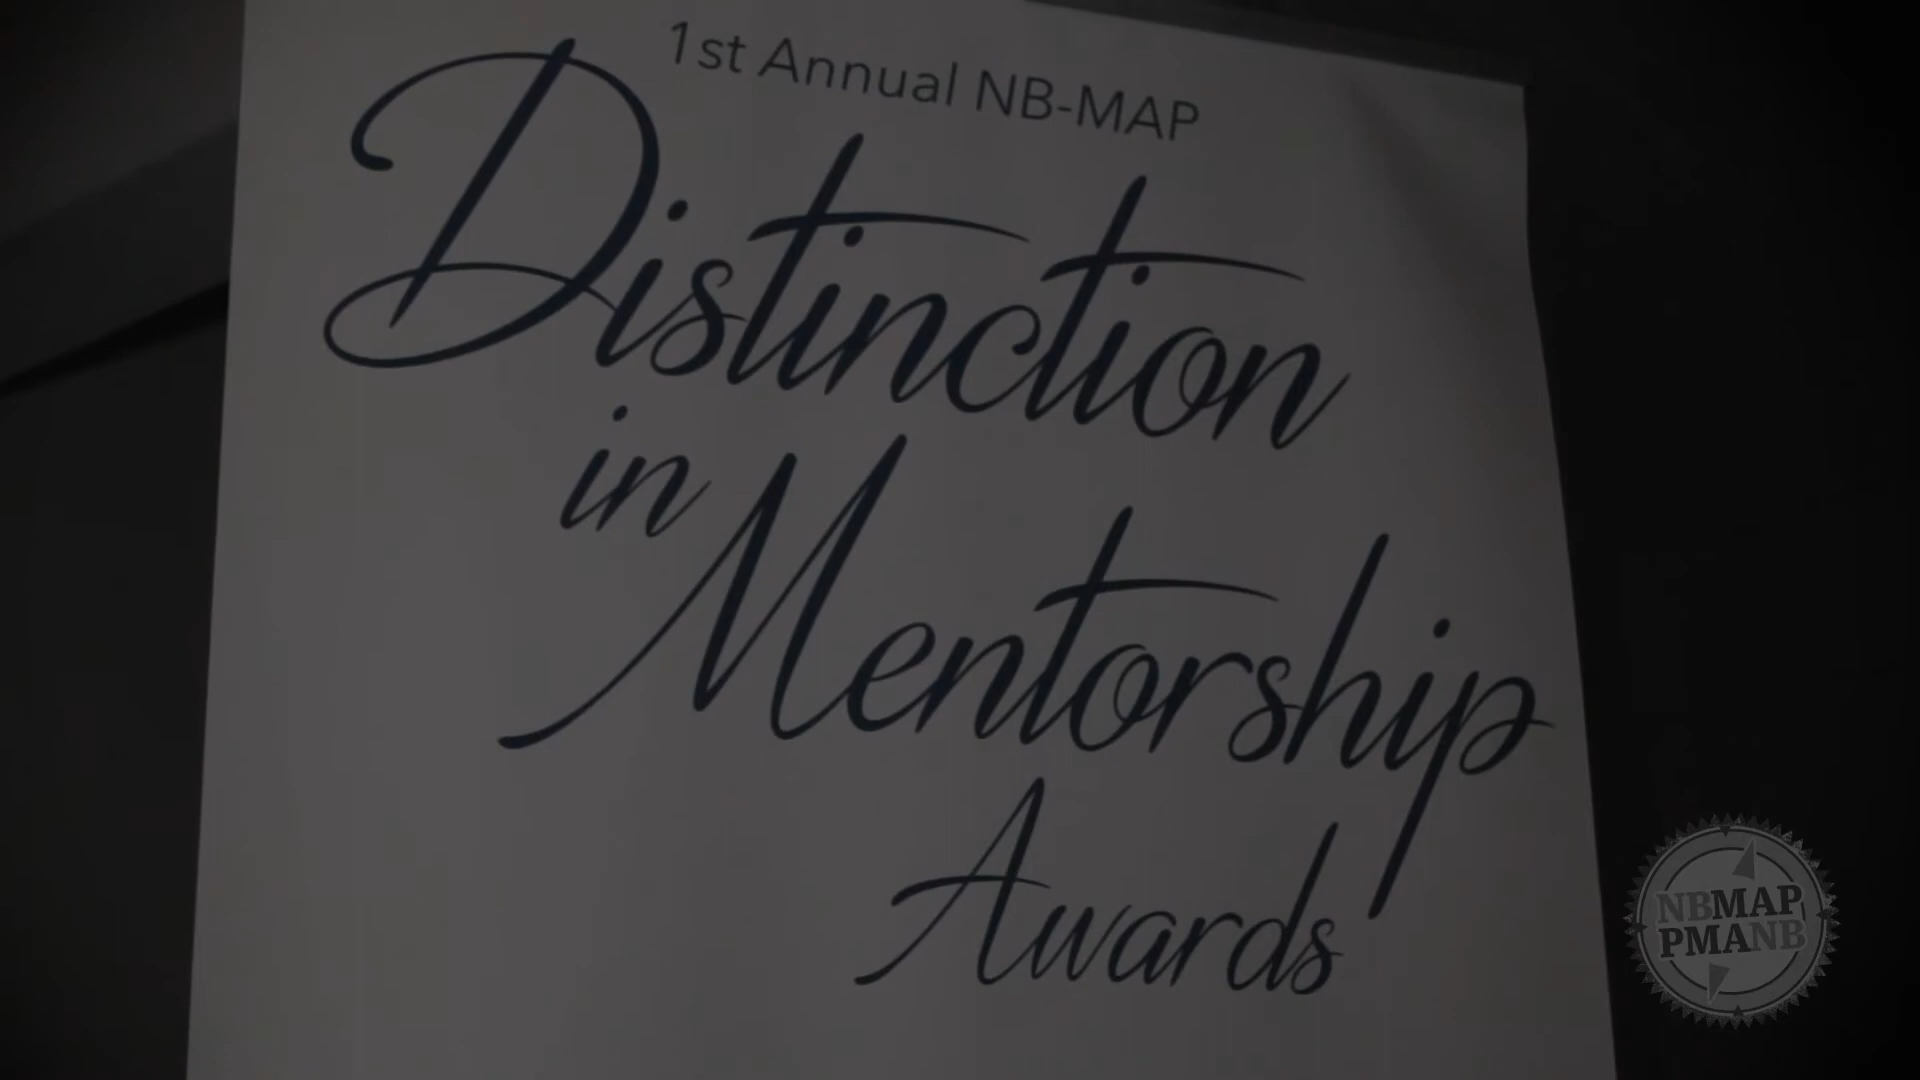 1st Annual NB-MAP
Distinction
in Mentorship
Awards
NBMAP
PMANB